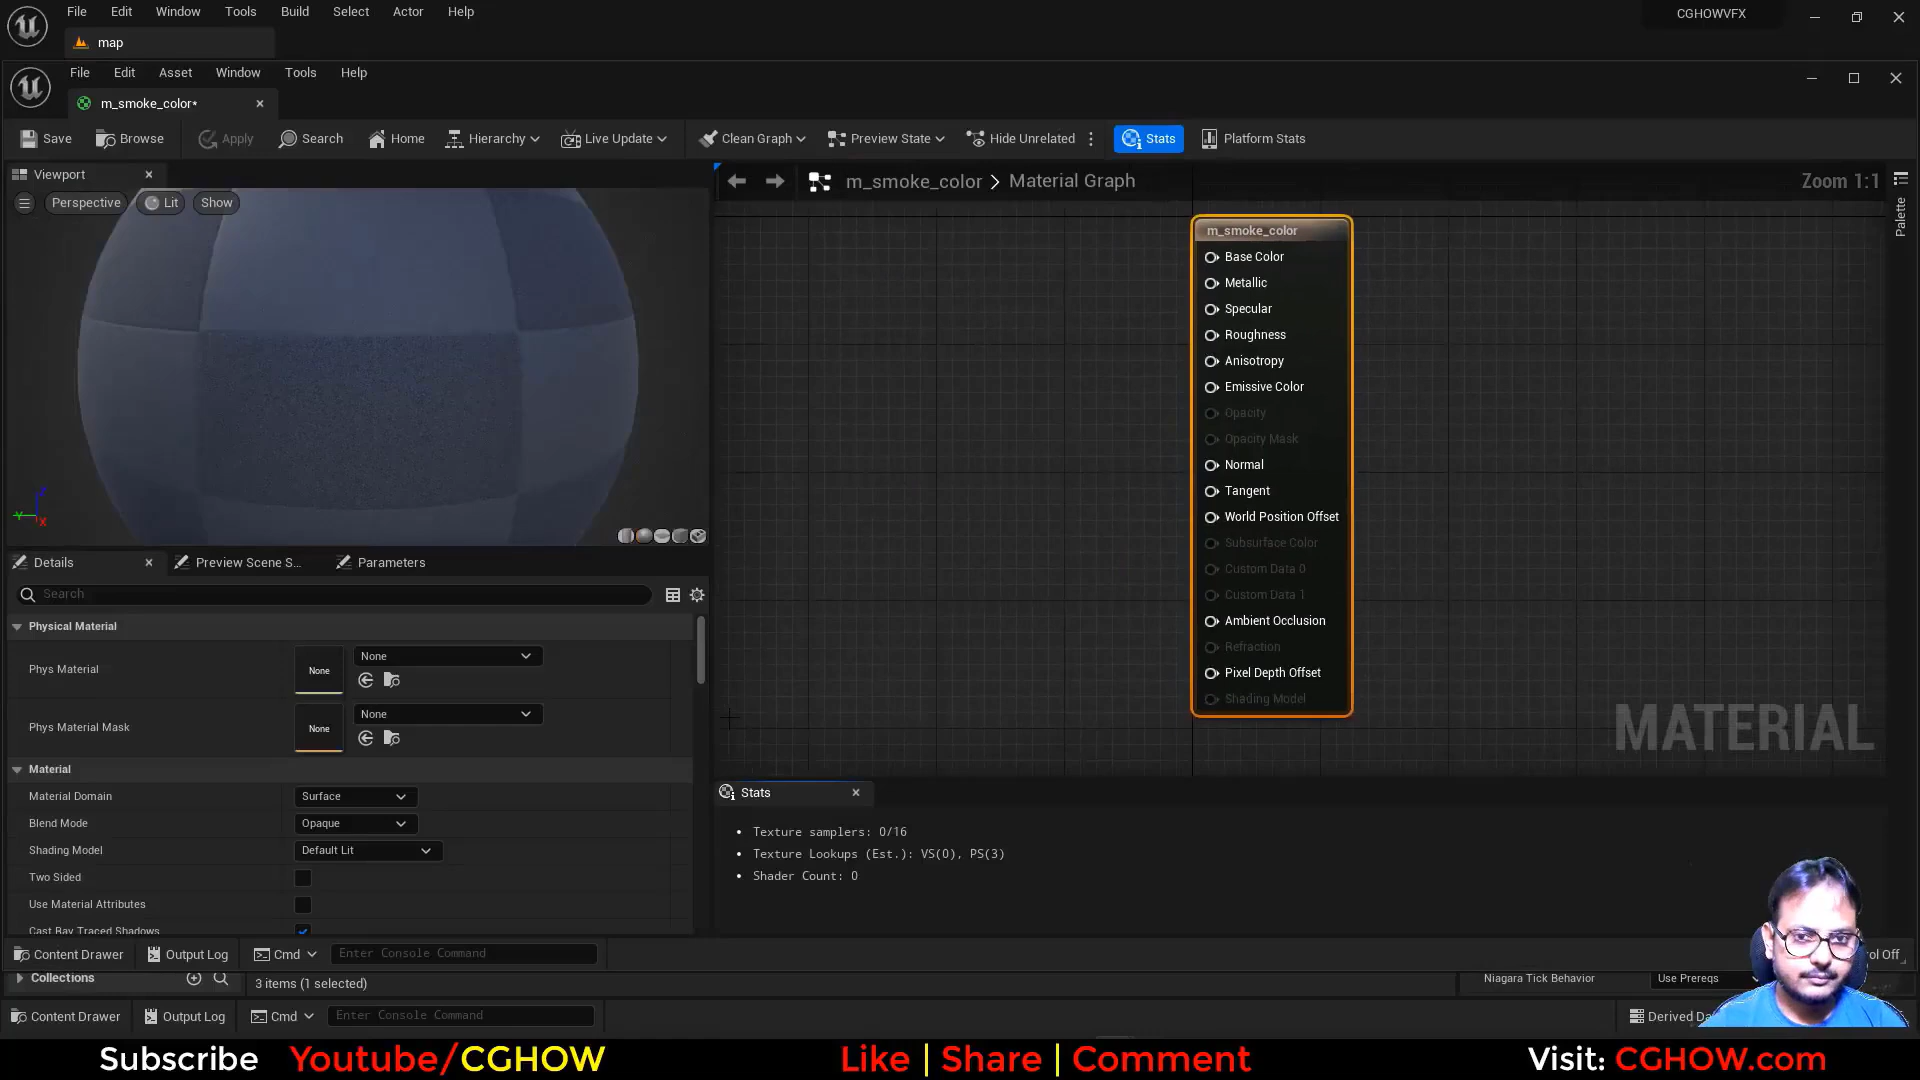 File Edit Window Tools Build Select Actor Help
CGHOWVFX
map
File Edit Asset Window Tools Help
m_smoke_color*
Save Browse Apply Search Home Hierarchy Live Update Clean Graph Preview State Hide Unrelated Stats Platform Stats
Viewport
Perspective Lit Show
m_smoke_color > Material Graph
Zoom 1:1
Palette
m_smoke_color
Base Color
Metallic
Specular
Roughness
Anisotropy
Emissive Color
Opacity
Opacity Mask
Normal
Tangent
World Position Offset
Subsurface Color
Custom Data 0
Custom Data 1
Ambient Occlusion
Refraction
Pixel Depth Offset
Shading Model
MATERIAL
Y X
Details Preview Scene S... Parameters
Search
Physical Material
Phys Material None None
Phys Material Mask None None
Material
Material Domain Surface
Blend Mode Opaque
Shading Model Default Lit
Two Sided
Use Material Attributes
Cast Ray Traced Shadows
Stats
• Texture samplers: 0/16
• Texture Lookups (Est.): VS(0), PS(3)
• Shader Count: 0
Content Drawer Output Log Cmd Enter Console Command
Off
Collections
3 items (1 selected)
Niagara Tick Behavior Use Prereqs
Content Drawer Output Log Cmd Enter Console Command
Derived
Subscribe Youtube/CGHOW Like | Share | Comment Visit: CGHOW.com